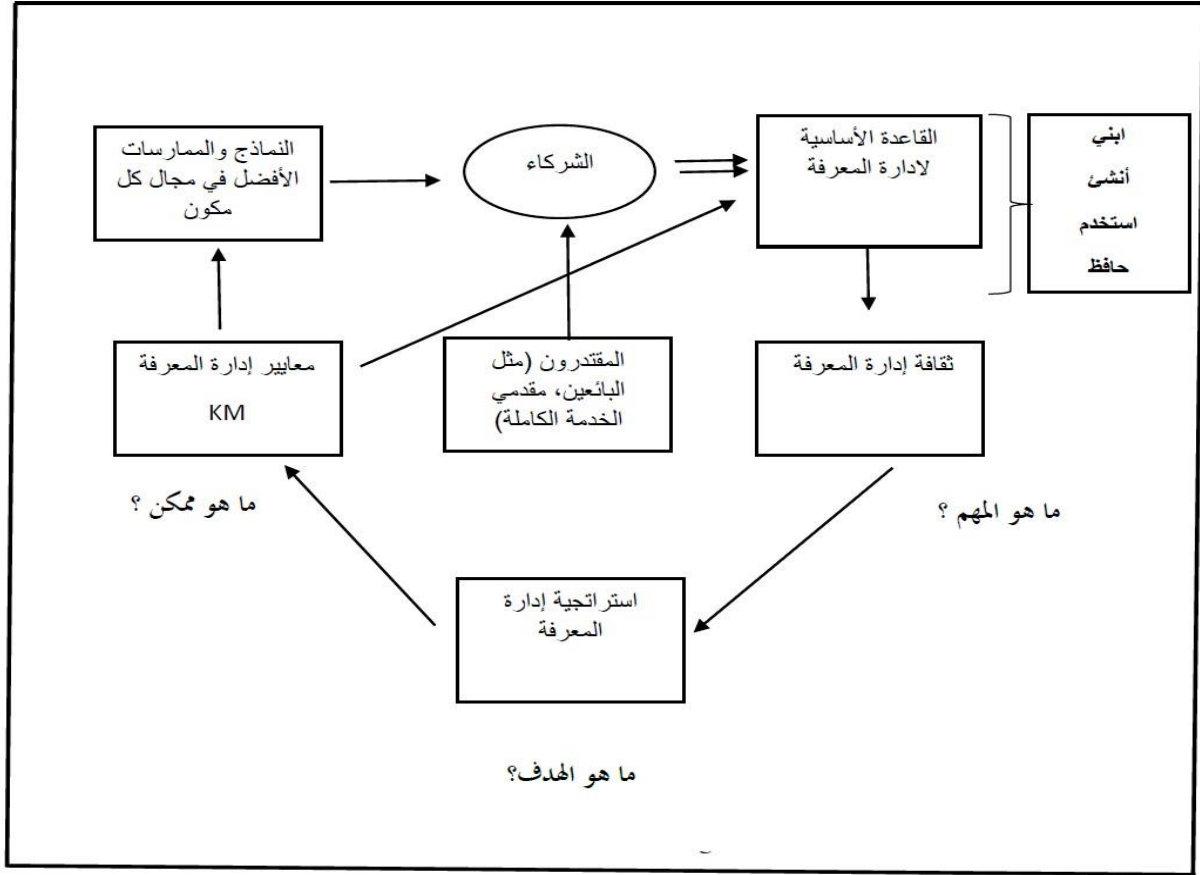 القاعدة الأساسية
لادارة المعرفة
ابني
أنشئ
استخدم
حافظ
الشركاء
النماذج والممارسات
الأفضل في مجال كل
مكون
ثقافة إدارة المعرفة
المقتدرون (مثل
البائعين، مقدمي
الخدمة الكاملة)
معايير إدارة المعرفة
KM
ما هو المهم ؟
ما هو ممكن ؟
استراتجية إدارة
المعرفة
ما هو الهدف؟